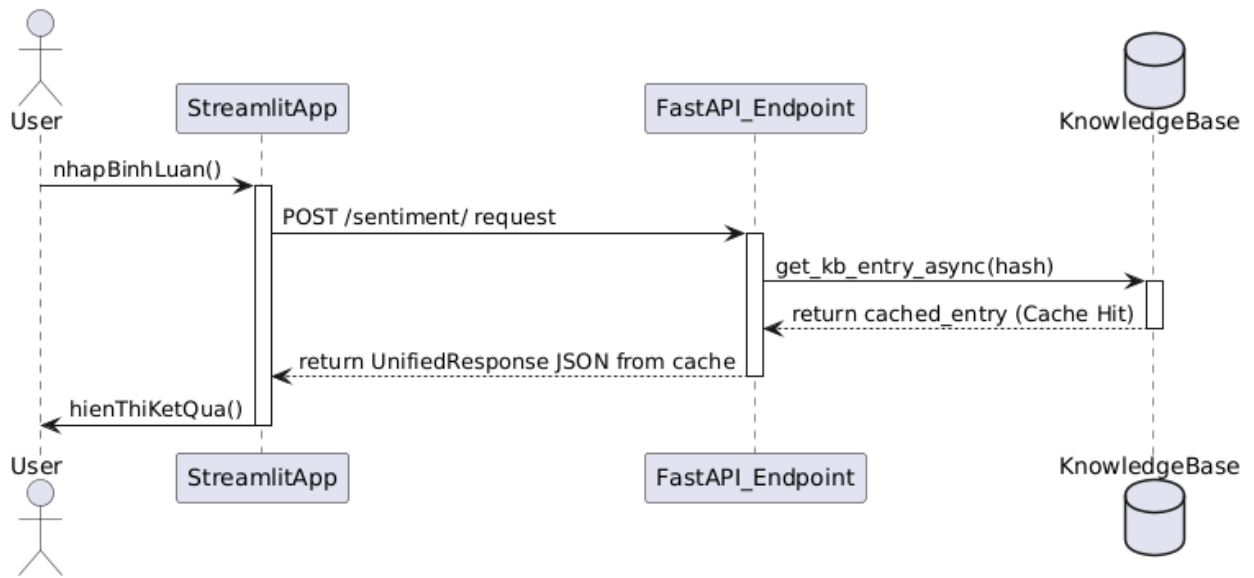 User
StreamlitApp
FastAPI_Endpoint
KnowledgeBase
nhapBinhLuan()
POST /sentiment/ request
get_kb_entry_async(hash)
return cached_entry (Cache Hit)
return UnifiedResponse JSON from cache
hienThiKetQua()
User
StreamlitApp
FastAPI_Endpoint
KnowledgeBase